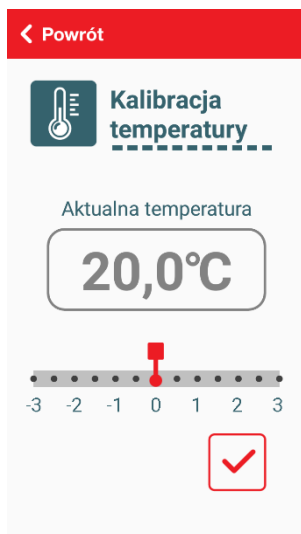 Powrót
Kalibracja
temperatury
Aktualna temperatura
20,0°C
-3 -2 -1 0 1 2 3